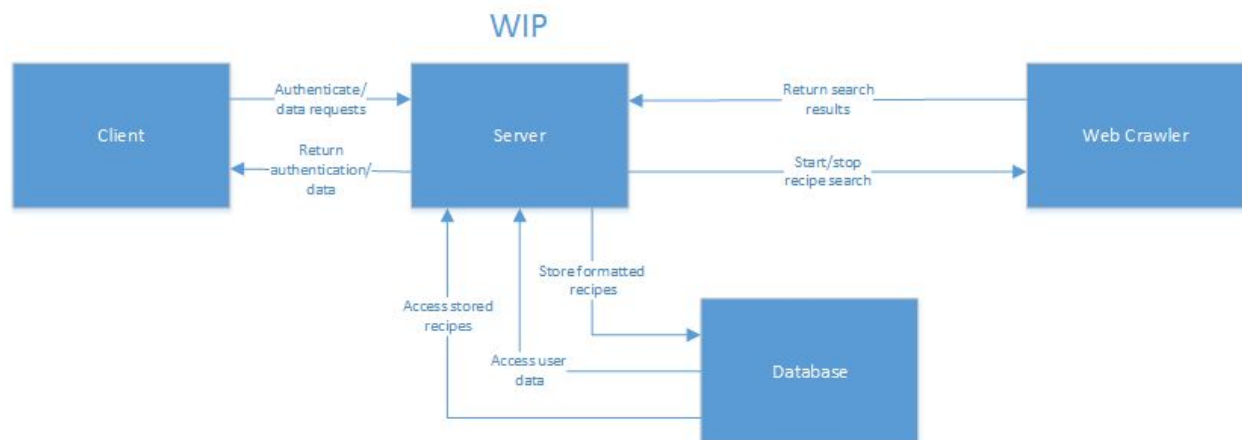 WIP
Client
Authenticate/
data requests
Return
authentication/
data
Server
Return search
results
Start/stop
recipe search
Web Crawler
Store formatted
recipes
Access stored
recipes
Access user
data
Database